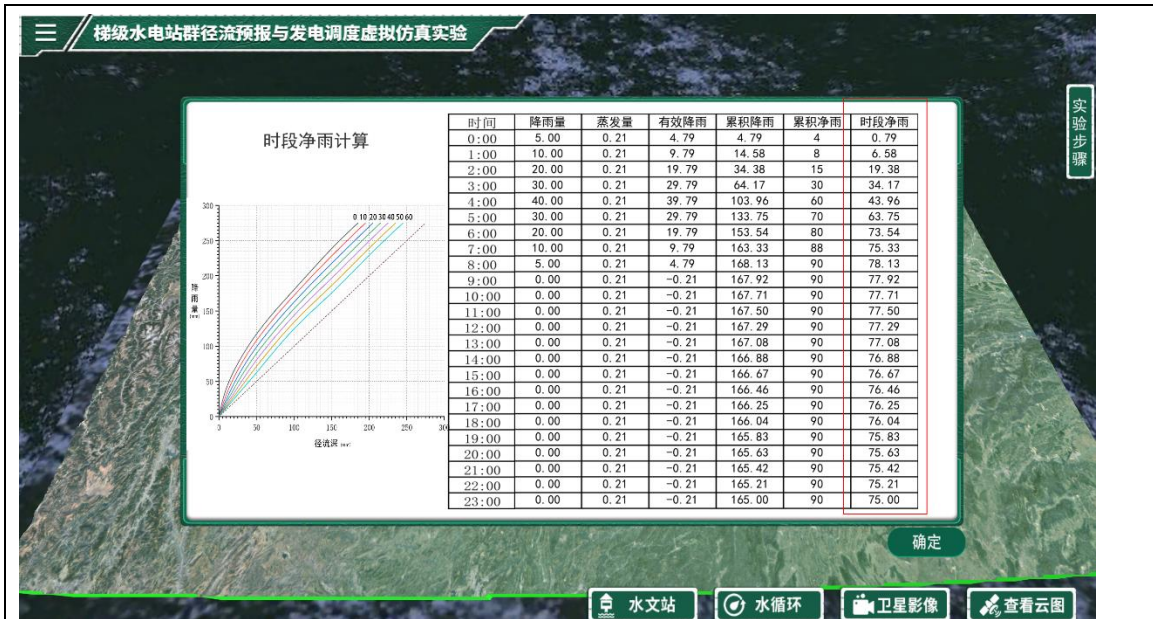 梯级水电站群径流预报与发电调度虚拟仿真实验
实验步骤
时段净雨计算
时间 降雨量 蒸发量 有效降雨 累积降雨 累积净雨 时段净雨
0:00 5.00 0.21 4.79 4.79 4 0.79
1:00 10.00 0.21 9.79 14.58 8 6.58
2:00 20.00 0.21 19.79 34.38 15 19.38
3:00 30.00 0.21 29.79 64.17 30 34.17
4:00 40.00 0.21 39.79 103.96 60 43.96
5:00 30.00 0.21 29.79 133.75 70 63.75
6:00 20.00 0.21 19.79 153.54 80 73.54
7:00 10.00 0.21 9.79 163.33 88 75.33
8:00 5.00 0.21 4.79 168.13 90 78.13
9:00 0.00 0.21 -0.21 167.92 90 77.92
10:00 0.00 0.21 -0.21 167.71 90 77.71
11:00 0.00 0.21 -0.21 167.50 90 77.50
12:00 0.00 0.21 -0.21 167.29 90 77.29
13:00 0.00 0.21 -0.21 167.08 90 77.08
14:00 0.00 0.21 -0.21 166.88 90 76.88
15:00 0.00 0.21 -0.21 166.67 90 76.67
16:00 0.00 0.21 -0.21 166.46 90 76.46
17:00 0.00 0.21 -0.21 166.25 90 76.25
18:00 0.00 0.21 -0.21 166.04 90 76.04
19:00 0.00 0.21 -0.21 165.83 90 75.83
20:00 0.00 0.21 -0.21 165.63 90 75.63
21:00 0.00 0.21 -0.21 165.42 90 75.42
22:00 0.00 0.21 -0.21 165.21 90 75.21
23:00 0.00 0.21 -0.21 165.00 90 75.00
0 10 20 30 40 50 60
300
250
200
150
100
50
0
降雨量
0 50 100 150 200 250 300
径流深
确定
水文站 水循环 卫星影像 查看云图